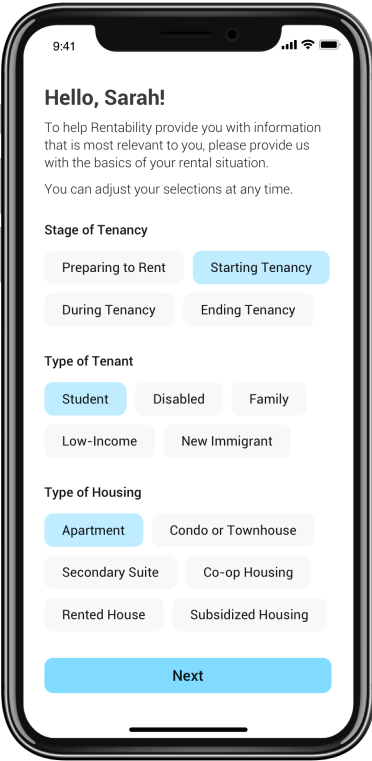 9:41
Hello, Sarah!
To help Rentability provide you with information
that is most relevant to you, please provide us
with the basics of your rental situation.
You can adjust your selections at any time.
Stage of Tenancy
Preparing to Rent Starting Tenancy
During Tenancy Ending Tenancy
Type of Tenant
Student Disabled Family
Low-Income New Immigrant
Type of Housing
Apartment Condo or Townhouse
Secondary Suite Co-op Housing
Rented House Subsidized Housing
Next